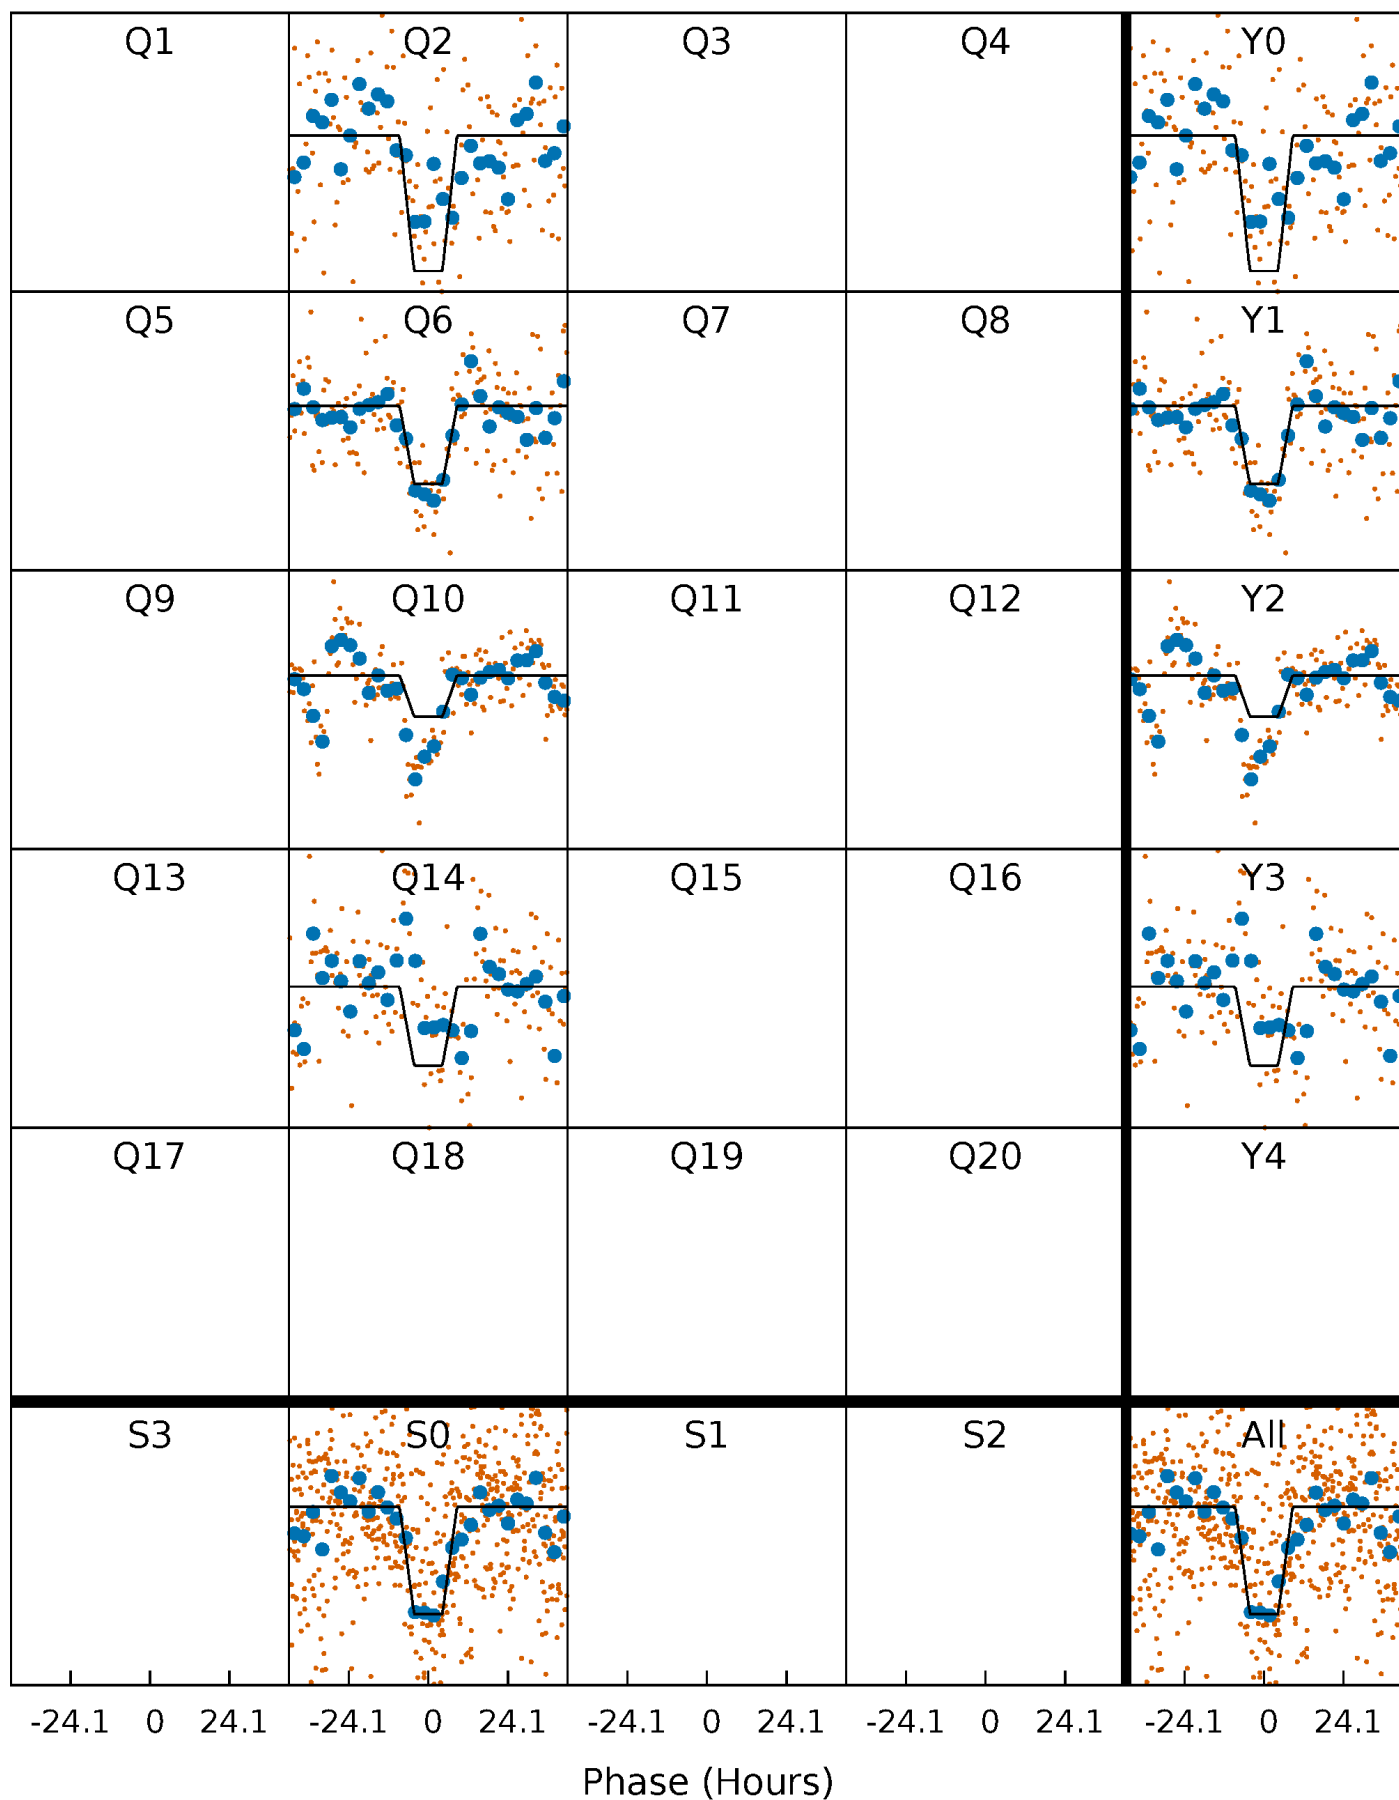 Q1 Q2 Q3 Q4 Y0
Q5 Q6 Q7 Q8 Y1
Q9 Q10 Q11 Q12 Y2
Q13 Q14 Q15 Q16 Y3
Q17 Q18 Q19 Q20 Y4
S3 S0 S1 S2 All
-24.1 0 24.1 -24.1 0 24.1 -24.1 0 24.1 -24.1 0 24.1 -24.1 0 24.1
Phase (Hours)